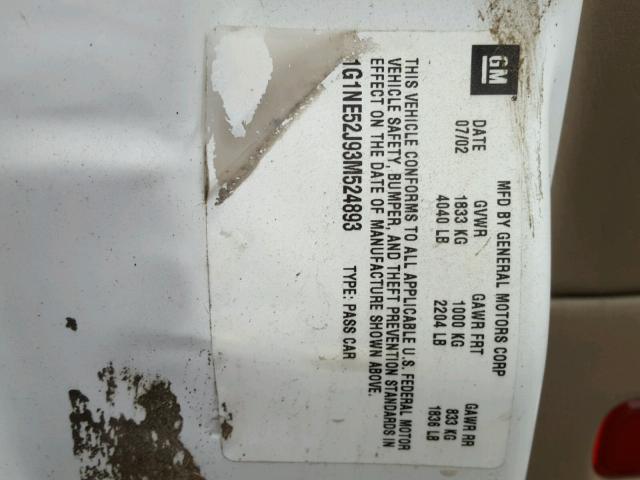 GM
MFD BY GENERAL MOTORS CORP
DATE GVWR GAWR FRT GAWR RR
07/02 1833 KG 1000 KG 833 KG
4040 LB 2204 LB 1836 LB
THIS VEHICLE CONFORMS TO ALL APPLICABLE U.S. FEDERAL MOTOR
VEHICLE SAFETY, BUMPER, AND THEFT PREVENTION STANDARDS IN
EFFECT ON THE DATE OF MANUFACTURE SHOWN ABOVE.
1G1NE52J93M524893 TYPE: PASS CAR